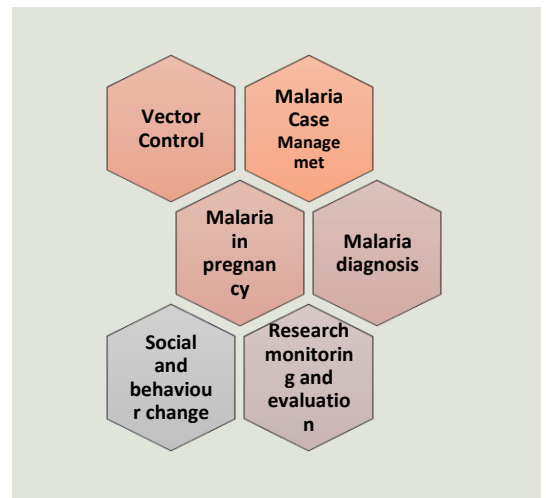 Vector
Control
Malaria
Case
Manage
met
Malaria
in
pregnan
cy
Malaria
diagnosis
Social
and
behaviou
r change
Research
monitorin
g and
evaluatio
n